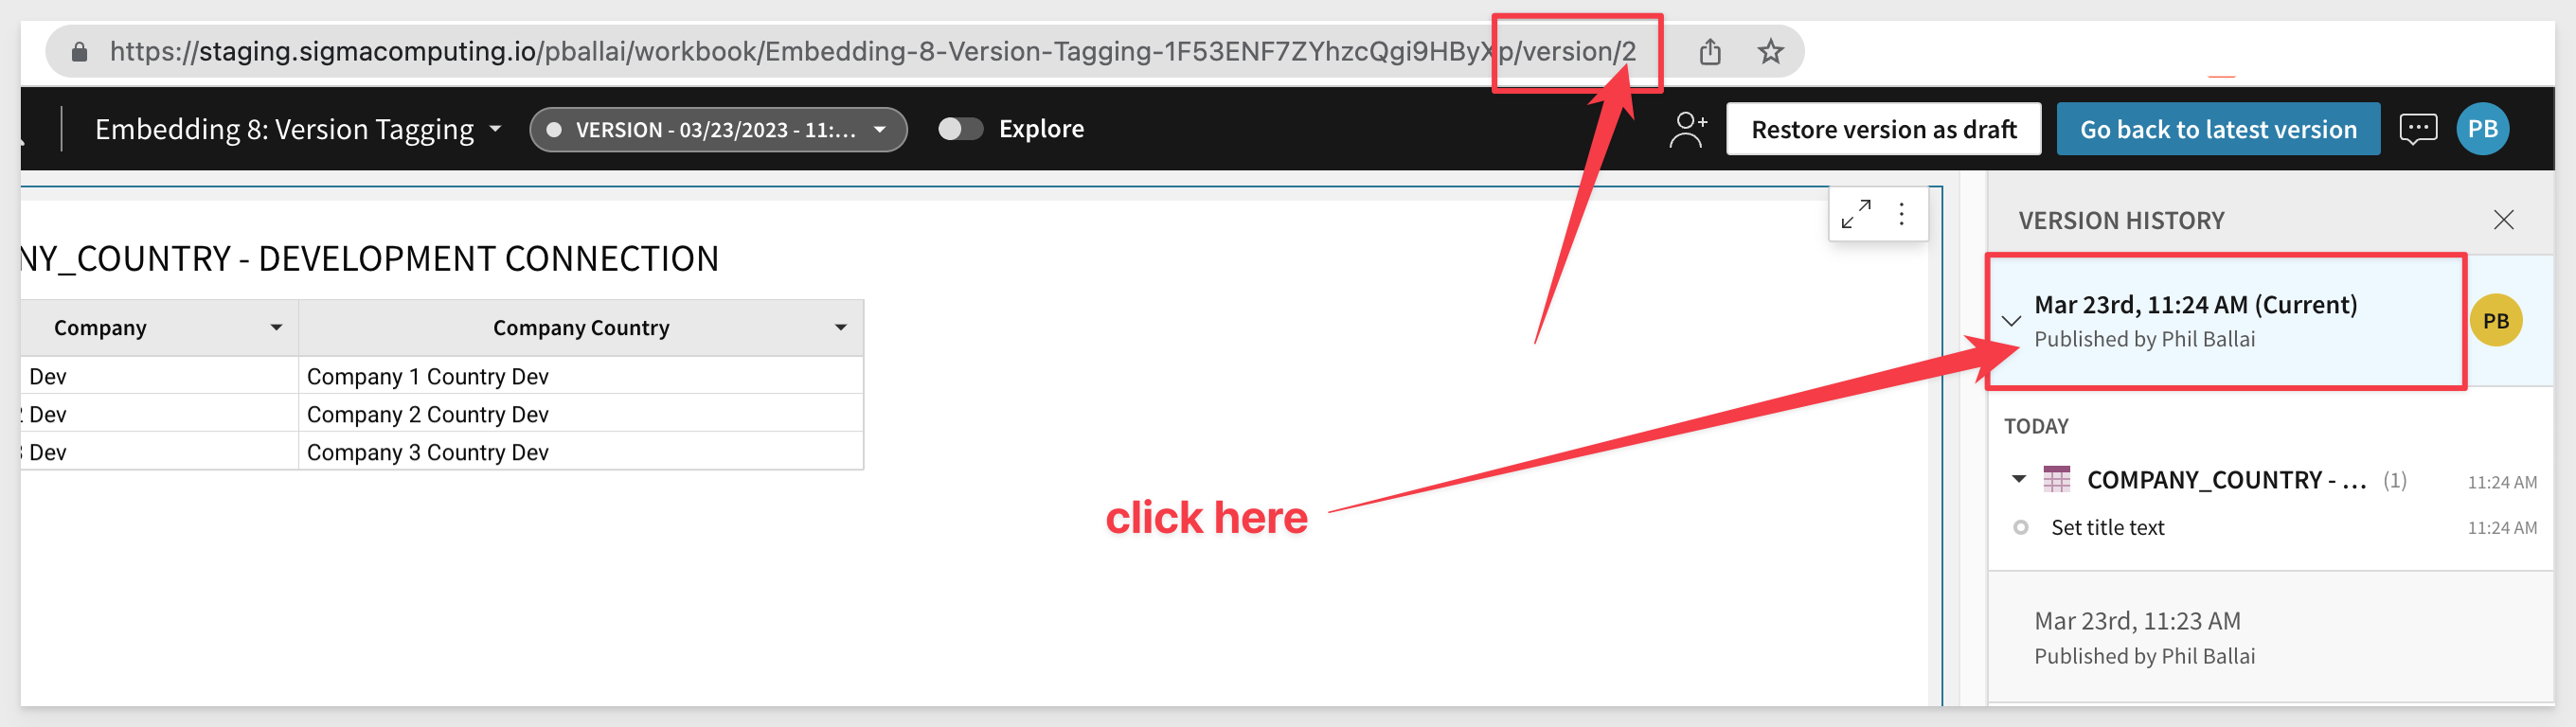 https://staging.sigmacomputing.io/pballai/workbook/Embedding-8-Version-Tagging-1F53ENF7ZYhzcQgi9HByXp/version/2
Embedding 8: Version Tagging
VERSION - 03/23/2023 - 11:...
Explore
Restore version as draft
Go back to latest version
PB
NY_COUNTRY - DEVELOPMENT CONNECTION
Company
Company Country
Dev
Company 1 Country Dev
Dev
Company 2 Country Dev
Dev
Company 3 Country Dev
click here
VERSION HISTORY
Mar 23rd, 11:24 AM (Current)
Published by Phil Ballai
PB
TODAY
COMPANY_COUNTRY - ... (1) 11:24 AM
Set title text 11:24 AM
Mar 23rd, 11:23 AM
Published by Phil Ballai